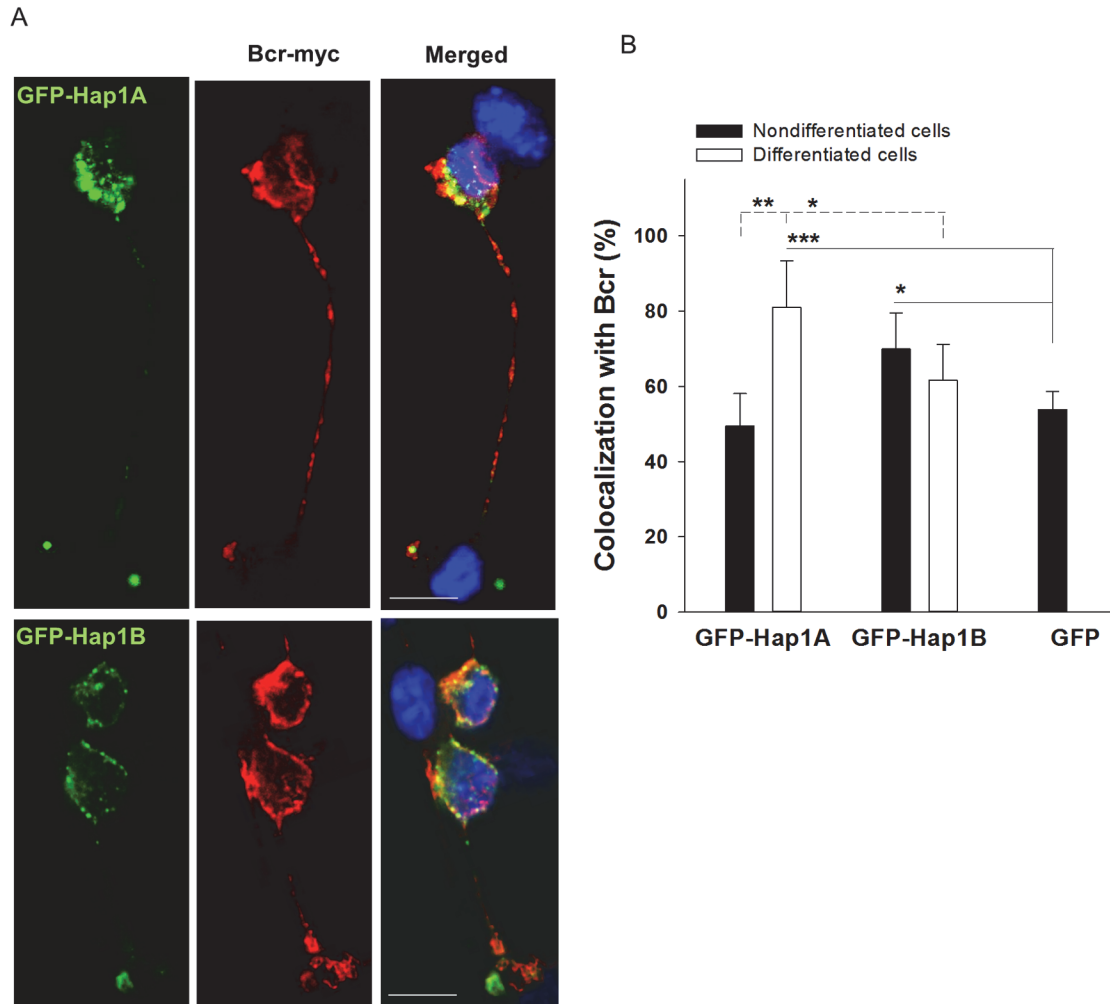 A
Bcr-myc
Merged
GFP-Hap1A
GFP-Hap1B
B
Nondifferentiated cells
Differentiated cells
Colocalization with Bcr (%)
100
80
60
40
20
0
** *
***
*
GFP-Hap1A GFP-Hap1B GFP